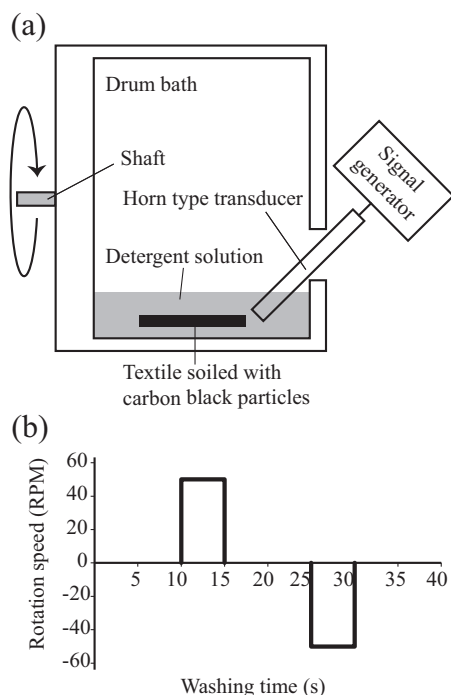 (a)
Drum bath
Shaft
Signal
generator
Horn type transducer
Detergent solution
Textile soiled with
carbon black particles
(b)
Rotation speed (RPM)
60
40
20
0
-20
-40
-60
5 10 15 20 25 30 35 40
Washing time (s)